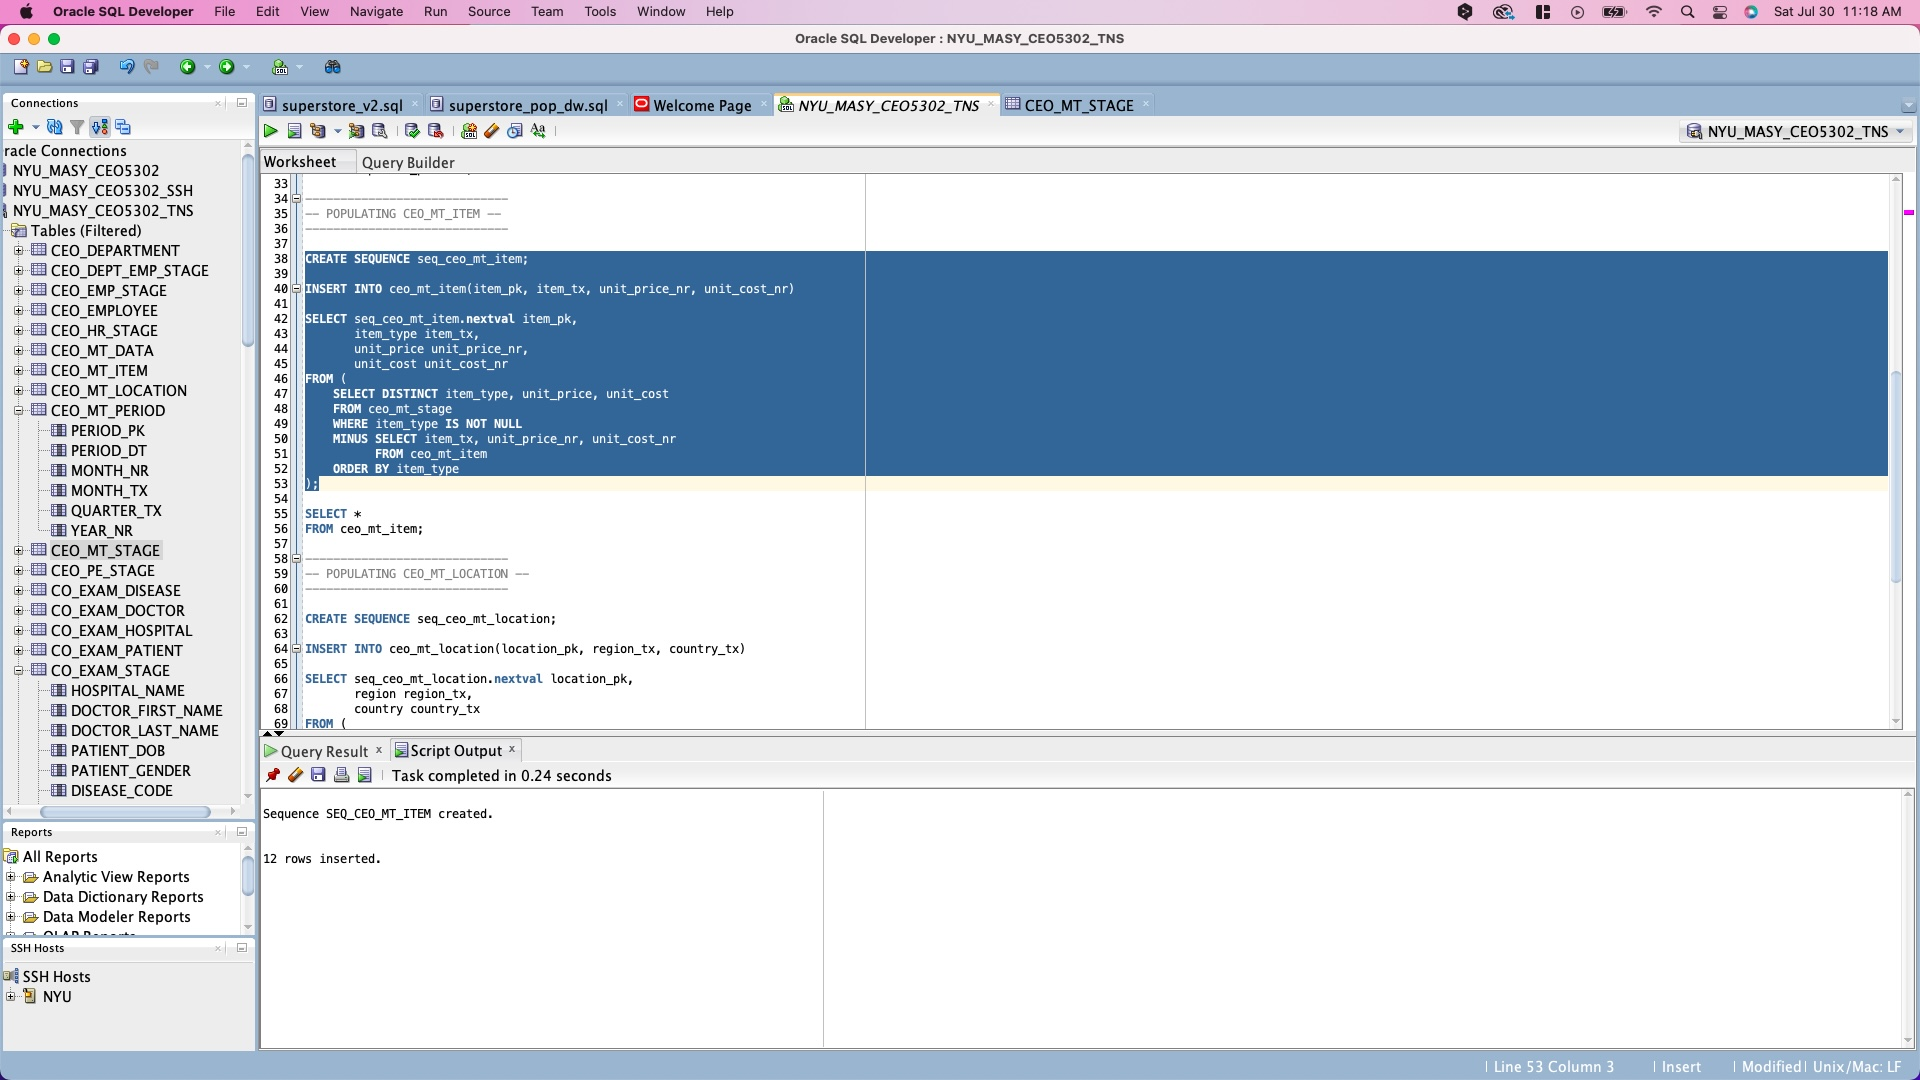 Oracle SQL Developer File Edit View Navigate Run Source Team Tools Window Help Sat Jul 30 11:18 AM
Oracle SQL Developer : NYU_MASY_CEO5302_TNS
Connections
racle Connections
NYU_MASY_CEO5302
NYU_MASY_CEO5302_SSH
NYU_MASY_CEO5302_TNS
Tables (Filtered)
CEO_DEPARTMENT
CEO_DEPT_EMP_STAGE
CEO_EMP_STAGE
CEO_EMPLOYEE
CEO_HR_STAGE
CEO_MT_DATA
CEO_MT_ITEM
CEO_MT_LOCATION
CEO_MT_PERIOD
PERIOD_PK
PERIOD_DT
MONTH_NR
MONTH_TX
QUARTER_TX
YEAR_NR
CEO_MT_STAGE
CEO_PE_STAGE
CO_EXAM_DISEASE
CO_EXAM_DOCTOR
CO_EXAM_HOSPITAL
CO_EXAM_PATIENT
CO_EXAM_STAGE
HOSPITAL_NAME
DOCTOR_FIRST_NAME
DOCTOR_LAST_NAME
PATIENT_DOB
PATIENT_GENDER
DISEASE_CODE
Reports
All Reports
Analytic View Reports
Data Dictionary Reports
Data Modeler Reports
SSH Hosts
SSH Hosts
NYU
superstore_v2.sql superstore_pop_dw.sql Welcome Page NYU_MASY_CEO5302_TNS CEO_MT_STAGE
NYU_MASY_CEO5302_TNS
Worksheet Query Builder
33
34 -----------------------------
35 -- POPULATING CEO_MT_ITEM --
36 -----------------------------
37
38 CREATE SEQUENCE seq_ceo_mt_item;
39
40 INSERT INTO ceo_mt_item(item_pk, item_tx, unit_price_nr, unit_cost_nr)
41
42 SELECT seq_ceo_mt_item.nextval item_pk,
43 item_type item_tx,
44 unit_price unit_price_nr,
45 unit_cost unit_cost_nr
46 FROM (
47 SELECT DISTINCT item_type, unit_price, unit_cost
48 FROM ceo_mt_stage
49 WHERE item_type IS NOT NULL
50 MINUS SELECT item_tx, unit_price_nr, unit_cost_nr
51 FROM ceo_mt_item
52 ORDER BY item_type
53 );
54
55 SELECT *
56 FROM ceo_mt_item;
57
58 -----------------------------
59 -- POPULATING CEO_MT_LOCATION --
60 -----------------------------
61
62 CREATE SEQUENCE seq_ceo_mt_location;
63
64 INSERT INTO ceo_mt_location(location_pk, region_tx, country_tx)
65
66 SELECT seq_ceo_mt_location.nextval location_pk,
67 region region_tx,
68 country country_tx
69 FROM (
Query Result x Script Output x
Task completed in 0.24 seconds
Sequence SEQ_CEO_MT_ITEM created.
12 rows inserted.
Line 53 Column 3 Insert Modified Unix/Mac: LF